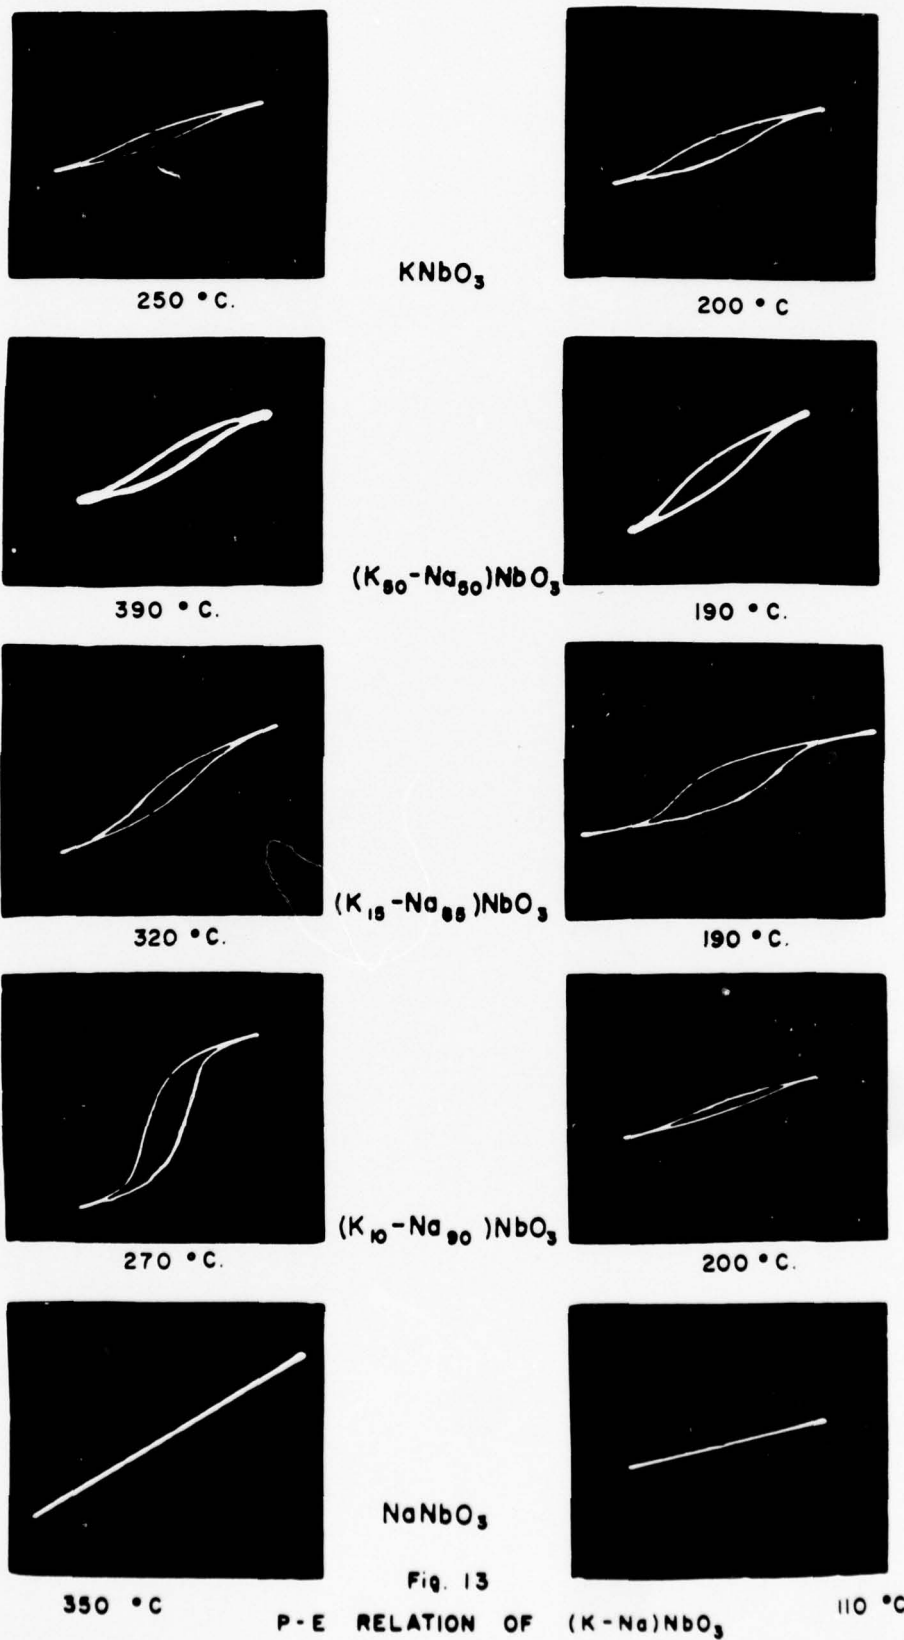 KNbO₃
250 °C.
200 °C
(K₅₀-Na₅₀)NbO₃
390 °C.
190 °C.
(K₁₅-Na₈₅)NbO₃
320 °C.
190 °C.
(K₁₀-Na₉₀)NbO₃
270 °C.
200 °C.
NaNbO₃
Fig. 13
350 °C
110 °C
P-E RELATION OF (K-Na)NbO₃